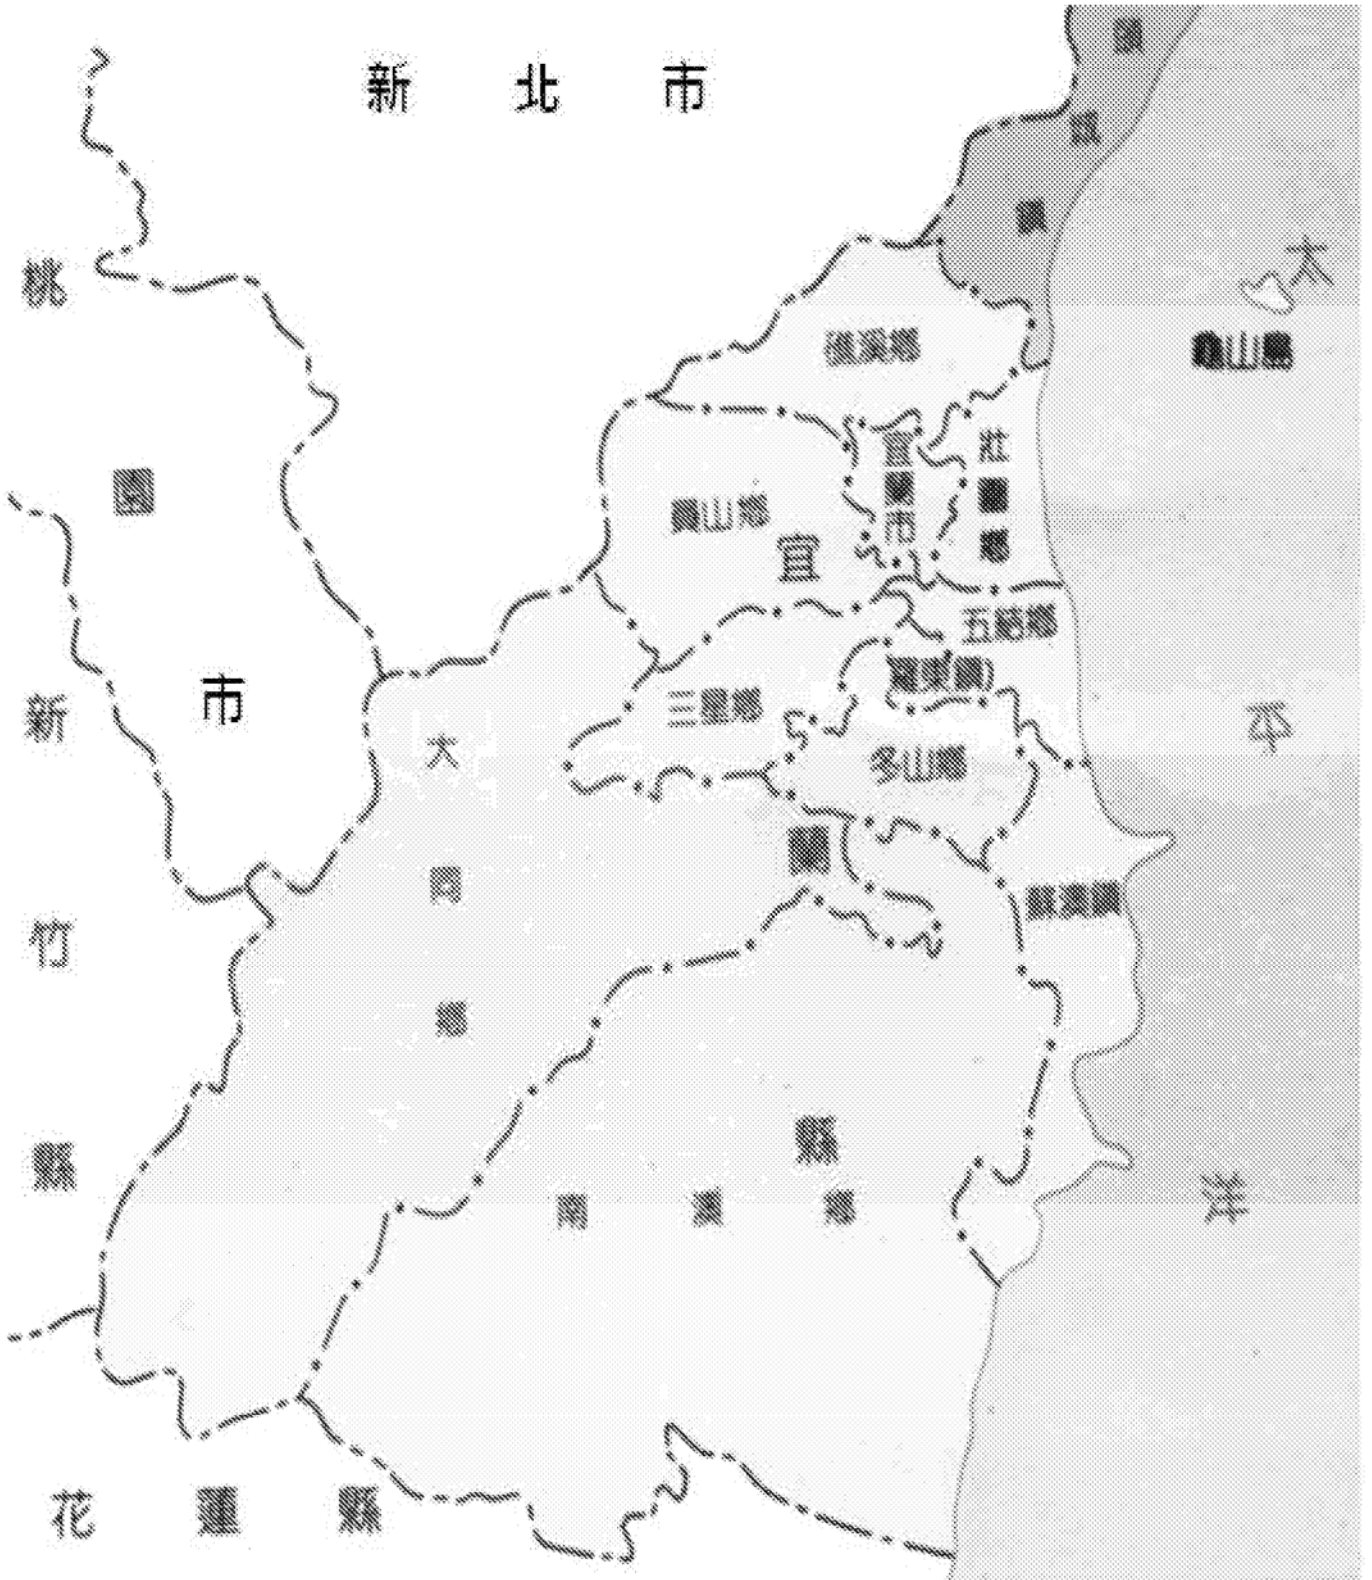 新北市
頭城鎮
桃園市
太平洋
龜山島
礁溪鄉
宜蘭市
壯圍鄉
員山鄉
宜蘭縣
五結鄉
羅東鎮
三星鄉
冬山鄉
大同鄉
蘇澳鎮
南澳鄉
新竹縣
花蓮縣